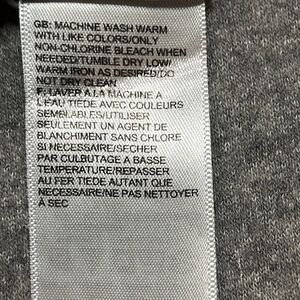 GB: MACHINE WASH WARM
WITH LIKE COLORS/ONLY
NON-CHLORINE BLEACH WHEN
NEEDED/TUMBLE DRY LOW/
WARM IRON AS DESIRED/DO
NOT DRY CLEAN
F: LAVER A LA MACHINE A
L'EAU TIEDE AVEC COULEURS
SEMBLABLES/UTILISER
SEULEMENT UN AGENT DE
BLANCHIMENT SANS CHLORE
SI NECESSAIRE/SECHER
PAR CULBUTAGE A BASSE
TEMPERATURE/REPASSER
AU FER TIEDE AUTANT QUE
NECESSAIRE/NE PAS NETTOYER
A SEC